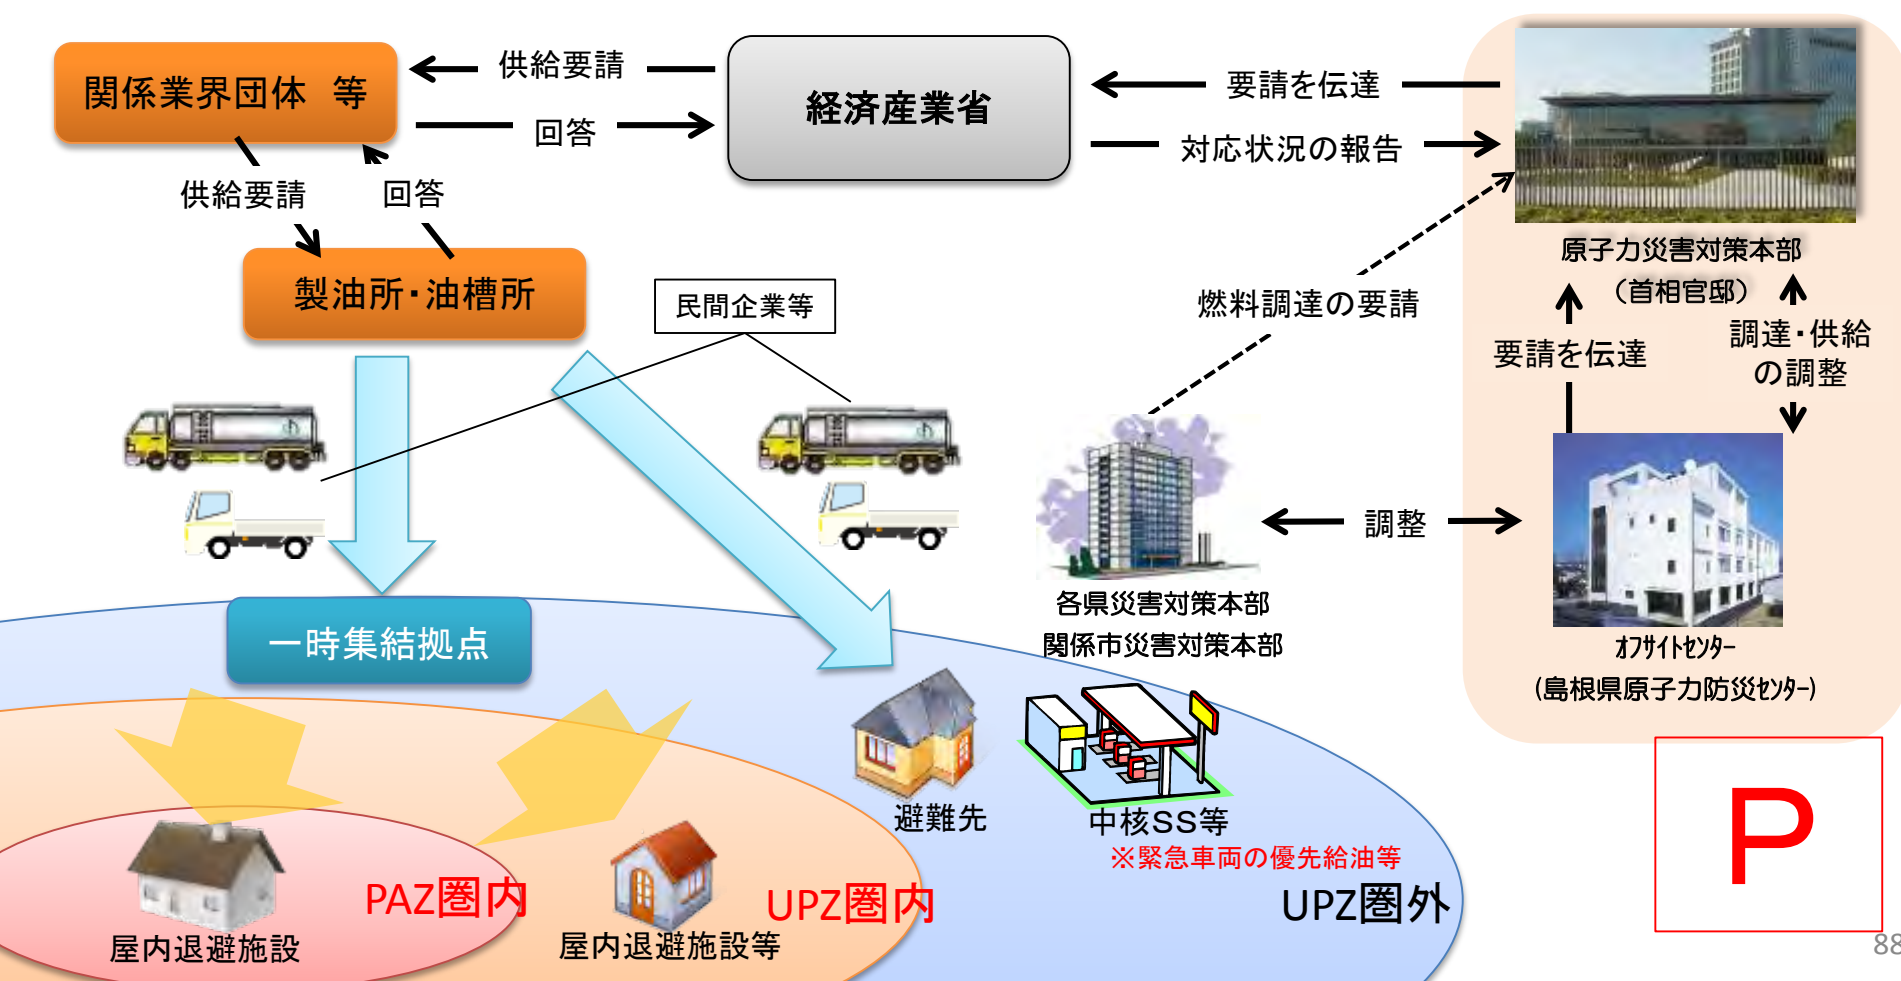 関係業界団体　等
供給要請
回答
経済産業省
要請を伝達
対応状況の報告
原子力災害対策本部
（首相官邸）
供給要請
回答
製油所・油槽所
民間企業等
燃料調達の要請
要請を伝達
調達・供給
の調整
調整
各県災害対策本部
関係市災害対策本部
ｵﾌｻｲﾄｾﾝﾀｰ
(島根県原子力防災ｾﾝﾀｰ)
一時集結拠点
避難先
中核SS等
※緊急車両の優先給油等
PAZ圏内
UPZ圏内
UPZ圏外
屋内退避施設
屋内退避施設等
P
88